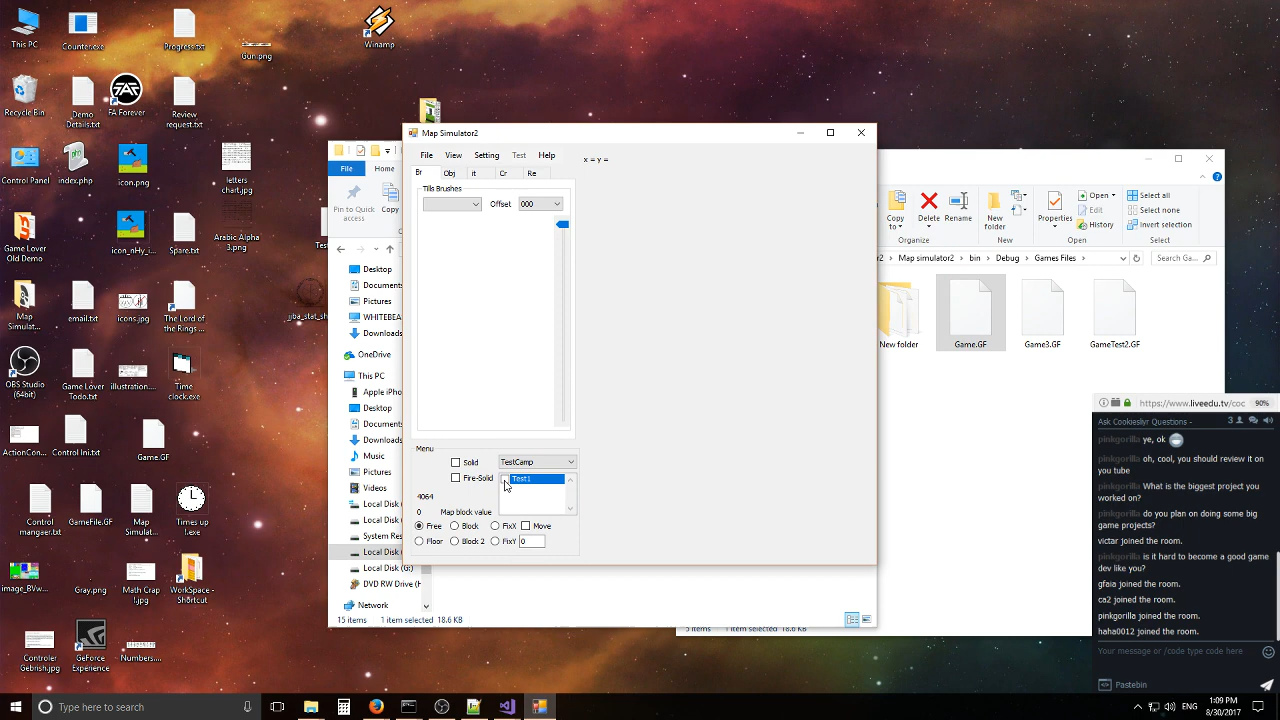 This PC
Counter.exe
Progress.txt
Gun.png
Winamp
Recycle Bin
Demo
Details.txt
FA Forever
Review
request.txt
Control Panel
index.php
icon.png
letters
chart.jpg
Game Lover
Old Demo
icon_nHy_i...
Spare.txt
Arabic Alpha
3.png
Map
Simulat...
email.txt
icons.jpg
The Lord of
the Rings ...
jjba_stat_sh
OBS Studio
(64bit)
Game Lover
Todo.txt
illustration...
Time
clock.exe
ActionCon...
Control Init.txt
Game.GF
Control
mangaer.txt
GameFile.GF
Map
Simulat...
Times up
!.exe
image_BVw...
Gray.png
Math Crap
I.jpg
WorkSpace -
Shortcut
Controler
Gebrish.jpg
GeForce
Experience
Numbers....
Map Simulator2
File View Setting Test Help
x = y =
Br Obj it Cr Re
Tills Brushes
Offset 000
Menu
Solid
TestCamp
Fire-Solid
Test1
4064
0 Map block value
Free Block FixX Move
Floor Block 2 FixY 0
File Home
Pin to Quick
access
Copy
Desktop
Documents
Pictures
WHITEBEA
Downloads
OneDrive
This PC
Apple iPho
Desktop
Documents
Downloads
Music
Pictures
Videos
Local Disk
Local Disk
System Res
Local Disk
Local Disk (G:)
DVD RW Drive (H
Network
15 items 1 item selected 18.6 KB
Copy
to
Delete
Rename
New
folder
Properties
Open
Edit
History
Select all
Select none
Invert selection
Organize New Open Select
Map simulator2 > bin > Debug > Games Files >
Search Ga...
New folder
Game.GF
Game3.GF
GameTest2.GF
5 items 1 item selected 18.6 KB
https://www.liveedu.tv/coc 90%
Ask Cookiesliyr Questions - 3
pinkgorilla ye, ok
pinkgorilla oh, cool, you should review it on
you tube
pinkgorilla What is the biggest project you
worked on?
pinkgorilla do you plan on doing some big
game projects?
victar joined the room.
pinkgorilla is it hard to become a good game
dev like you?
gfaia joined the room.
ca2 joined the room.
pinkgorilla joined the room.
haha0012 joined the room.
Your message or /code type code here
Pastebin
Type here to search
1:09 PM
8/30/2017